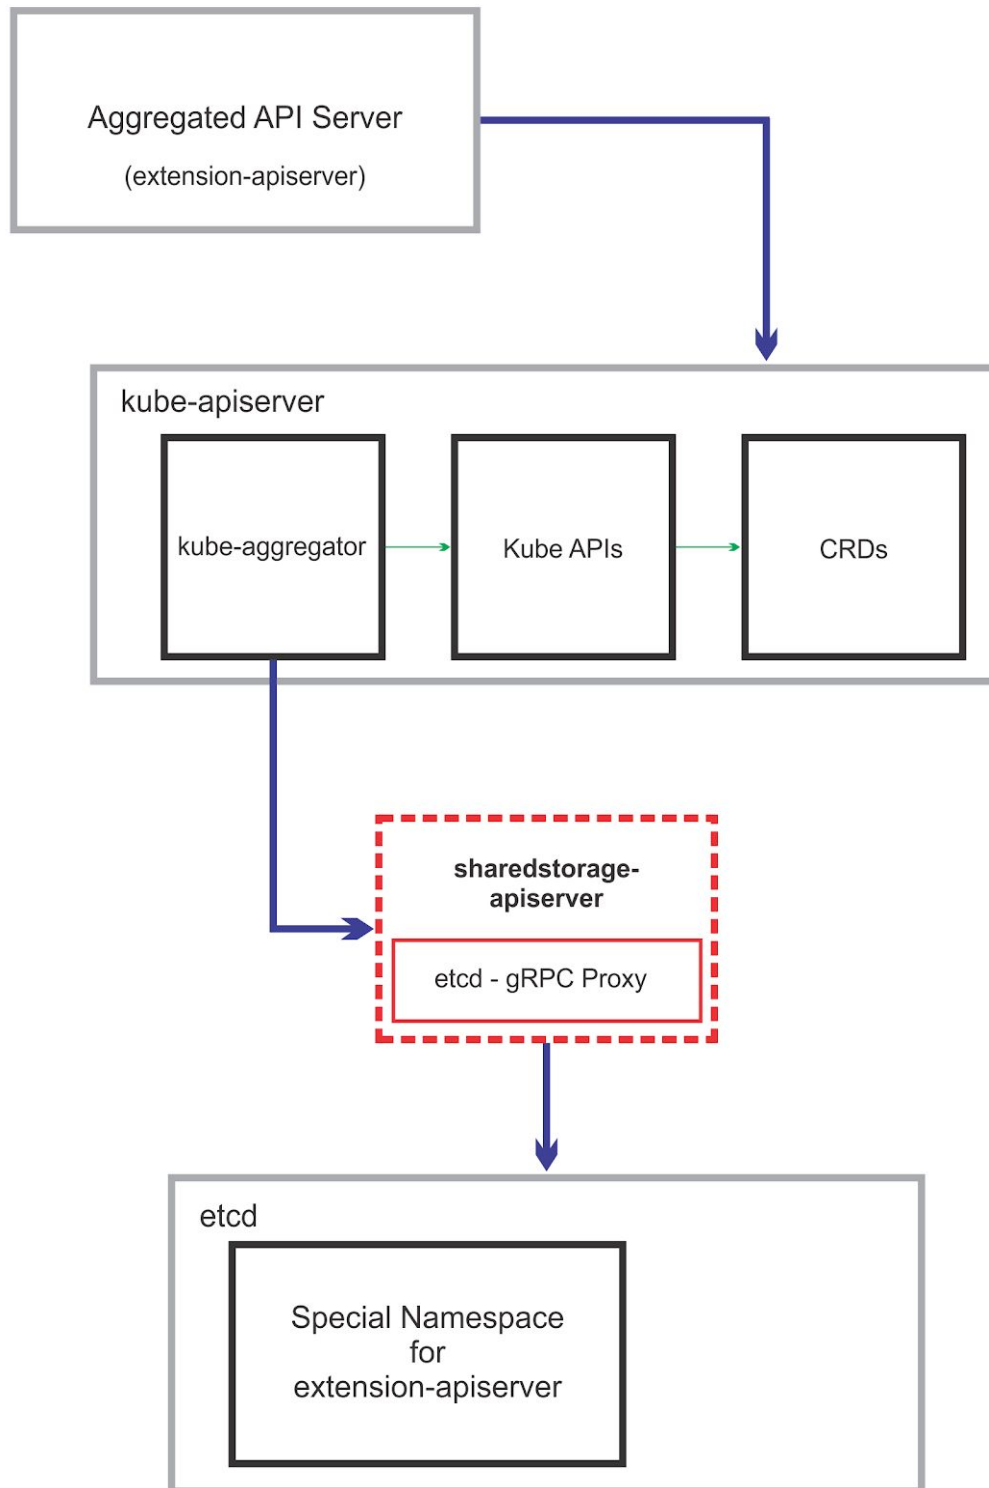 Aggregated API Server
(extension-apiserver)
kube-apiserver
kube-aggregator
Kube APIs
CRDs
sharedstorage-
apiserver
etcd - gRPC Proxy
etcd
Special Namespace
for
extension-apiserver